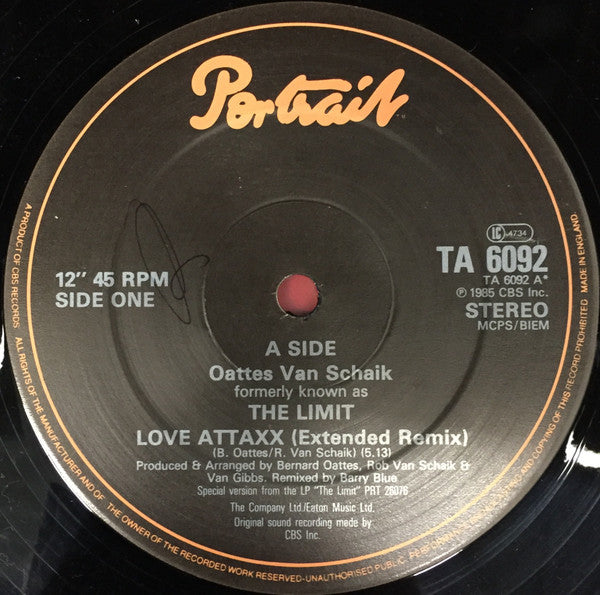 Portrait
12" 45 RPM
SIDE ONE
LC 4734
TA 6092
TA 6092 A*
℗ 1985 CBS Inc.
STEREO
MCPS/BIEM
A SIDE
Oattes Van Schaik
formerly known as
THE LIMIT
LOVE ATTAXX (Extended Remix)
(B. Oattes/R. Van Schaik) (5.13)
Produced & Arranged by Bernard Oattes, Rob Van Schaik &
Van Gibbs. Remixed by Barry Blue
Special version from the LP "The Limit" PRT 26076
The Company Ltd./Eaton Music Ltd.
Original sound recording made by
CBS Inc.
A PRODUCT OF CBS RECORDS
ALL RIGHTS OF THE MANUFACTURER AND OF THE OWNER OF THE RECORDED WORK RESERVED-UNAUTHORISED PUBLIC PERFORMANCE BROADCASTING AND COPYING OF THIS RECORD PROHIBITED
MADE IN ENGLAND